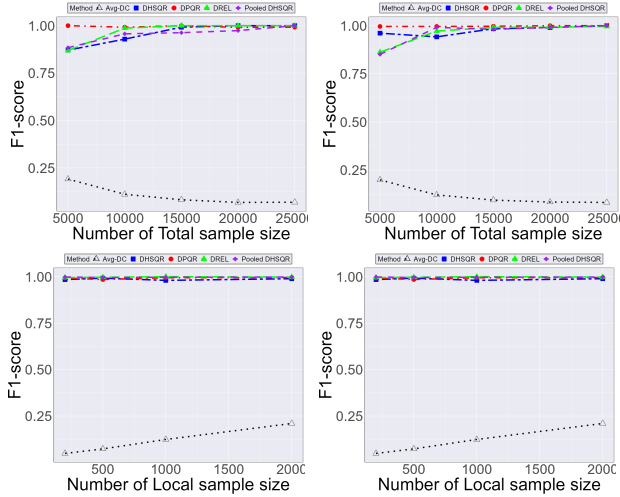 Method Avg-DC DHSQR DPQR DREL Pooled DHSQR
1.00
0.75
0.50
0.25
F1-score
5000 10000 15000 20000 25000
Number of Total sample size
Method Avg-DC DHSQR DPQR DREL Pooled DHSQR
1.00
0.75
0.50
0.25
F1-score
5000 10000 15000 20000 25000
Number of Total sample size
Method Avg-DC DHSQR DPQR DREL Pooled DHSQR
1.00
0.75
0.50
0.25
F1-score
500 1000 1500 2000
Number of Local sample size
Method Avg-DC DHSQR DPQR DREL Pooled DHSQR
1.00
0.75
0.50
0.25
F1-score
500 1000 1500 2000
Number of Local sample size